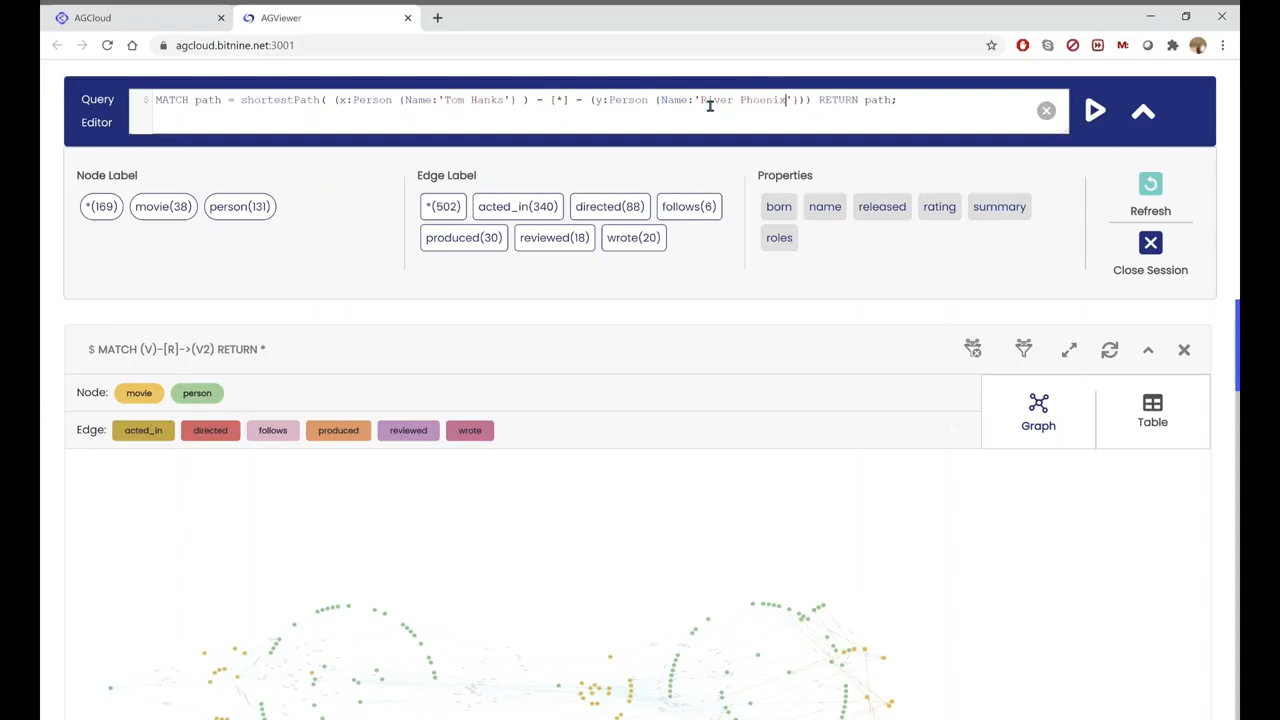 AGCloud
AGViewer
agcloud.bitnine.net:3001
Query
Editor
$ MATCH path = shortestPath( (x:Person {Name:'Tom Hanks'} ) - [*] - (y:Person {Name:'River Phoenix'})) RETURN path;
Node Label
*(169)
movie(38)
person(131)
Edge Label
*(502)
acted_in(340)
directed(88)
follows(6)
produced(30)
reviewed(18)
wrote(20)
Properties
born
name
released
rating
summary
roles
Refresh
Close Session
$ MATCH (V)-[R]->(V2) RETURN *
Node:
movie
person
Edge:
acted_in
directed
follows
produced
reviewed
wrote
Graph
Table